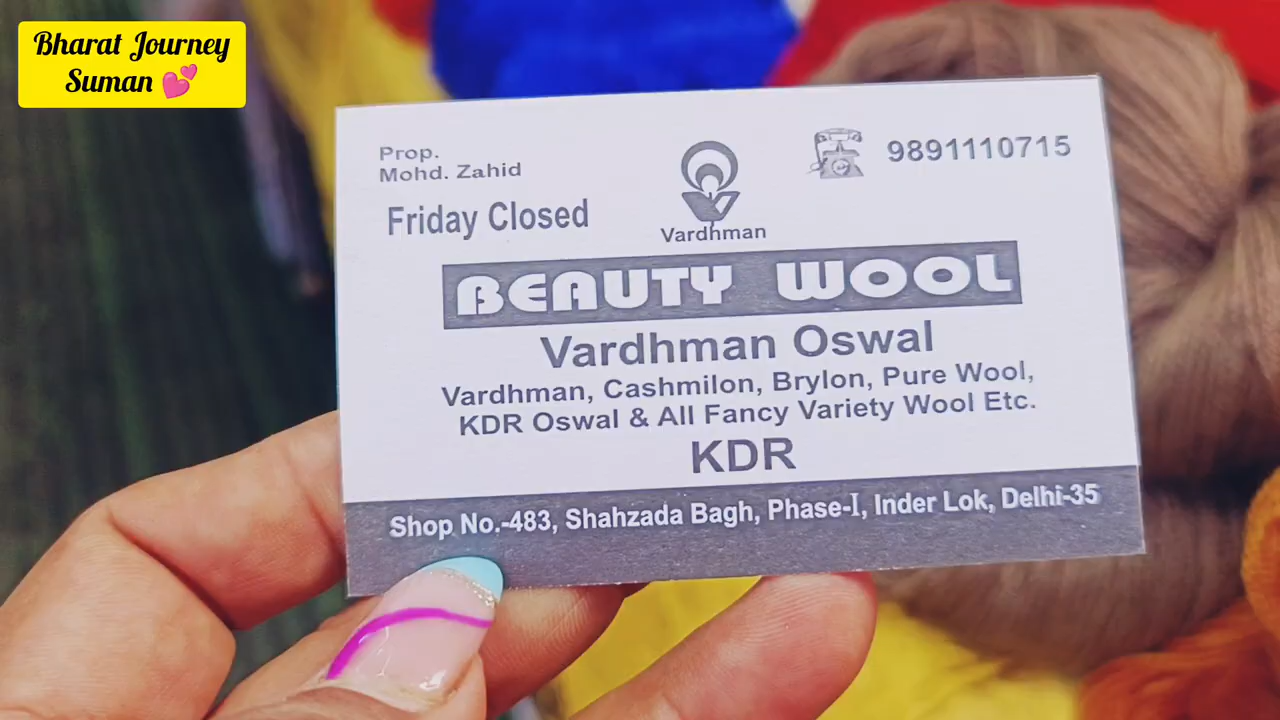 Bharat Journey
Suman 💕
Prop.
Mohd. Zahid
Friday Closed
Vardhman
9891110715
BEAUTY WOOL
Vardhman Oswal
Vardhman, Cashmilon, Brylon, Pure Wool,
KDR Oswal & All Fancy Variety Wool Etc.
KDR
Shop No.-483, Shahzada Bagh, Phase-I, Inder Lok, Delhi-35